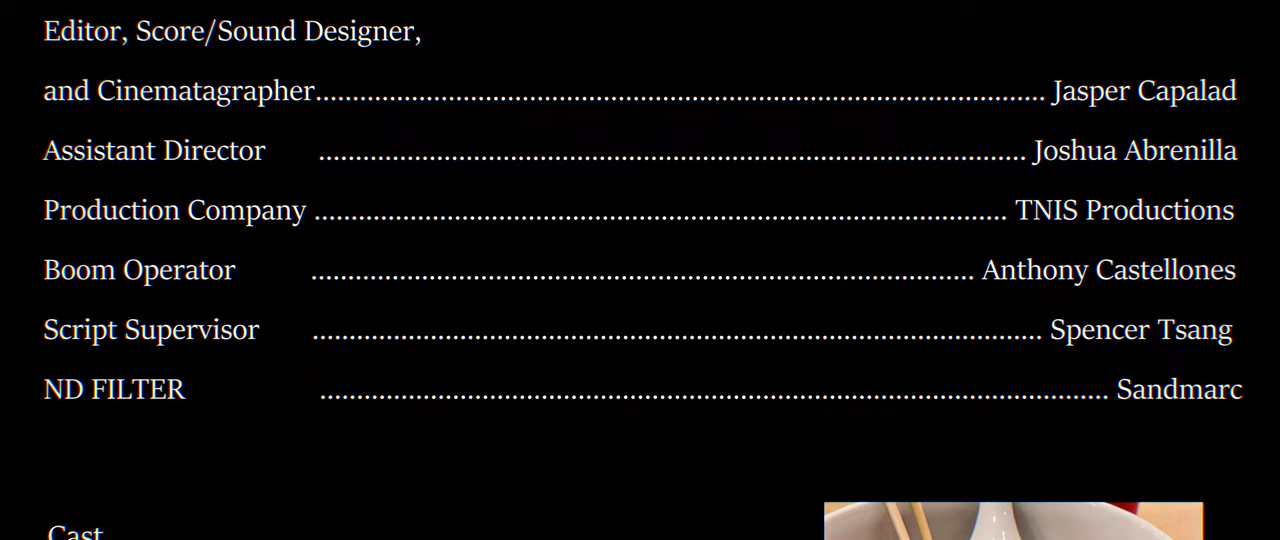 Editor, Score/Sound Designer,
and Cinematagrapher............................................................................................................ Jasper Capalad
Assistant Director ......................................................................................................... Joshua Abrenilla
Production Company ....................................................................................................... TNIS Productions
Boom Operator .................................................................................................. Anthony Castellones
Script Supervisor ............................................................................................................ Spencer Tsang
ND FILTER ..................................................................................................................... Sandmarc
Cast